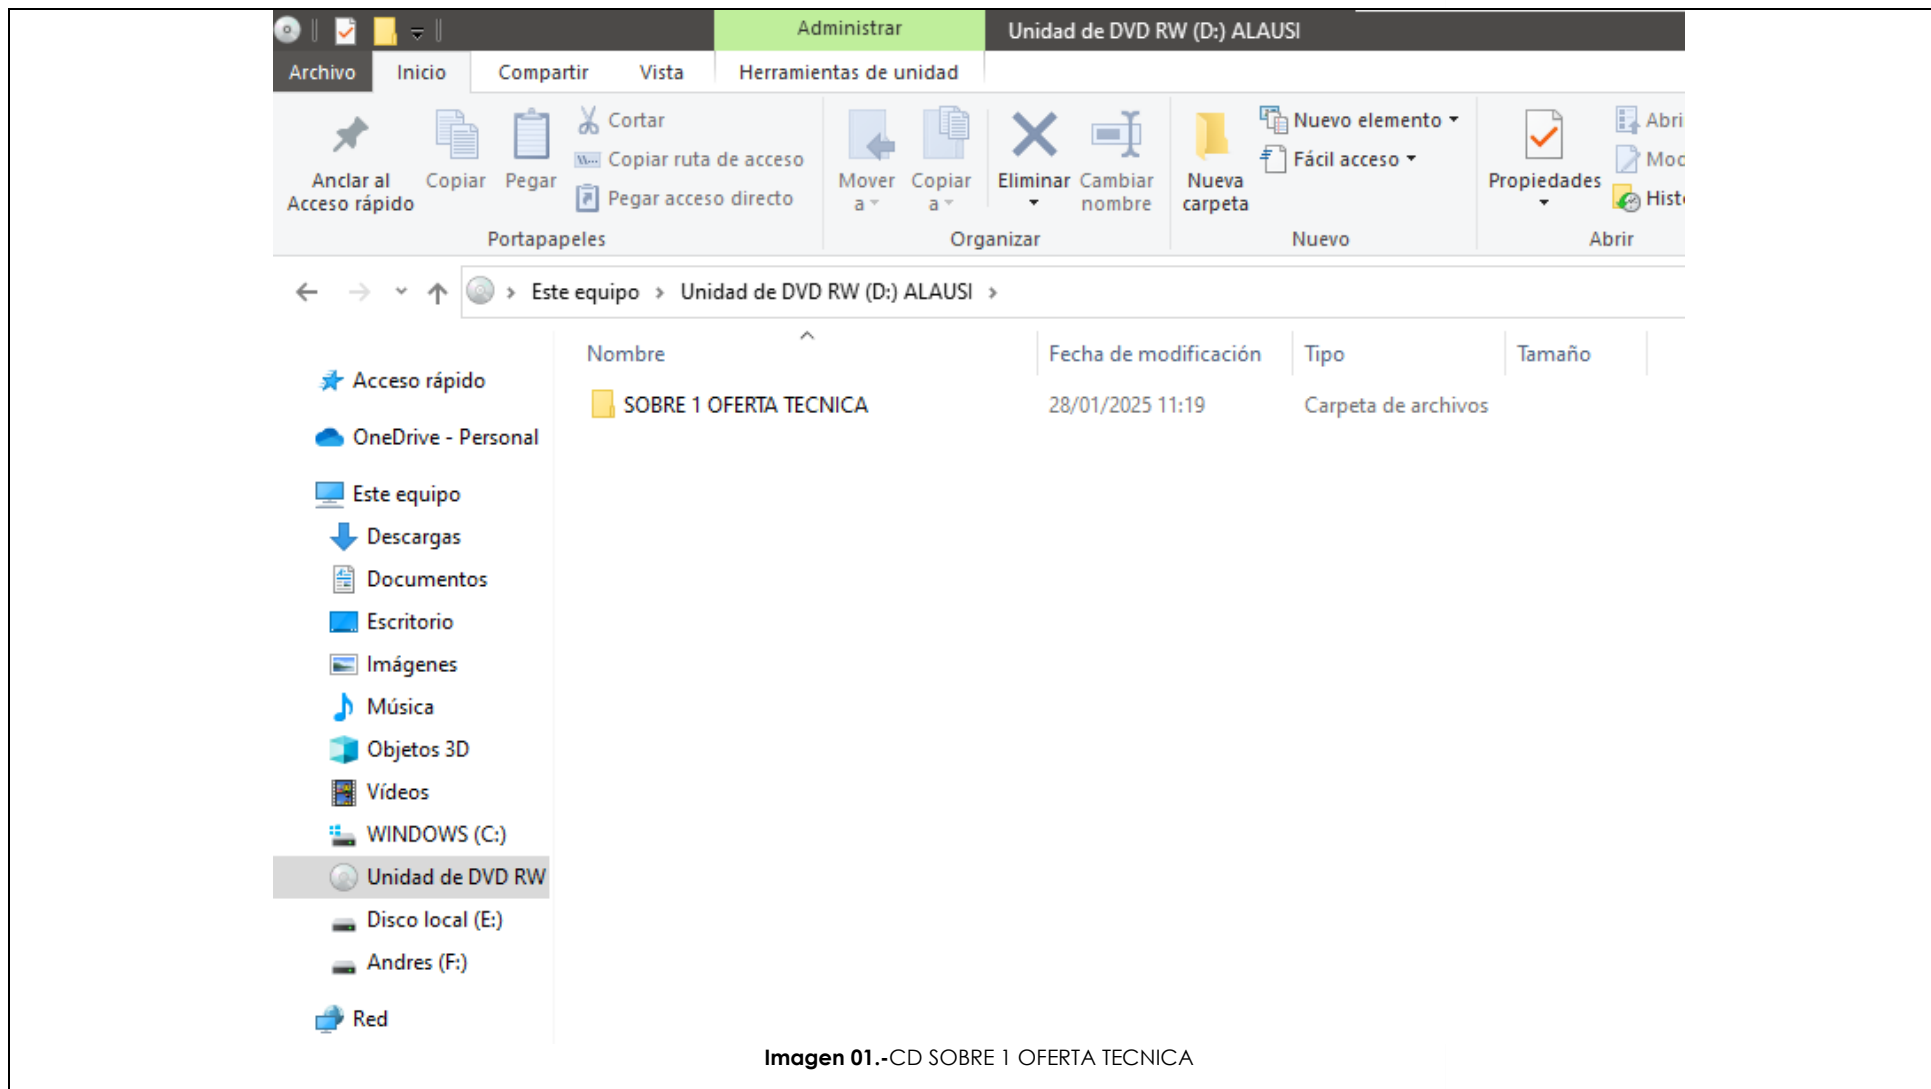 Administrar Unidad de DVD RW (D:) ALAUSI
Archivo Inicio Compartir Vista Herramientas de unidad
Anclar al
Acceso rápido
Copiar
Pegar
Cortar
Copiar ruta de acceso
Pegar acceso directo
Portapapeles
Mover
a
Copiar
a
Eliminar
Cambiar
nombre
Organizar
Nueva
carpeta
Nuevo elemento
Fácil acceso
Nuevo
Propiedades
Abri
Hist
Abrir
Este equipo Unidad de DVD RW (D:) ALAUSI
Nombre Fecha de modificación Tipo Tamaño
SOBRE 1 OFERTA TECNICA 28/01/2025 11:19 Carpeta de archivos
Acceso rápido
OneDrive - Personal
Este equipo
Descargas
Documentos
Escritorio
Imágenes
Música
Objetos 3D
Vídeos
WINDOWS (C:)
Unidad de DVD RW
Disco local (E:)
Andres (F:)
Red
Imagen 01.-CD SOBRE 1 OFERTA TECNICA